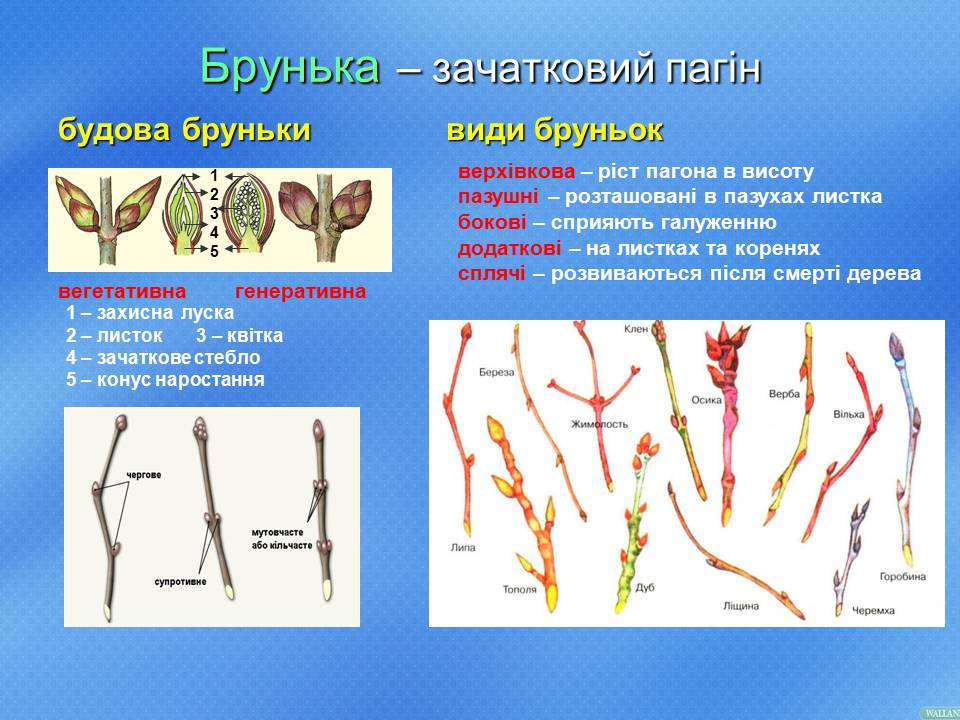 Брунька – зачатковий пагін
будова бруньки
види бруньок
1
2
3
4
5
вегетативна генеративна
1 – захисна луска
2 – листок 3 – квітка
4 – зачаткове стебло
5 – конус наростання
верхівкова – ріст пагона в висоту
пазушні – розташовані в пазухах листка
бокові – сприяють галуженню
додаткові – на листках та коренях
сплячі – розвиваються після смерті дерева
чергове
супротивне
мутовчасте
або кільчасте
Клен
Береза
Жимолость
Осика
Верба
Вільха
Липа
Тополя
Дуб
Ліщина
Черемха
Горобина